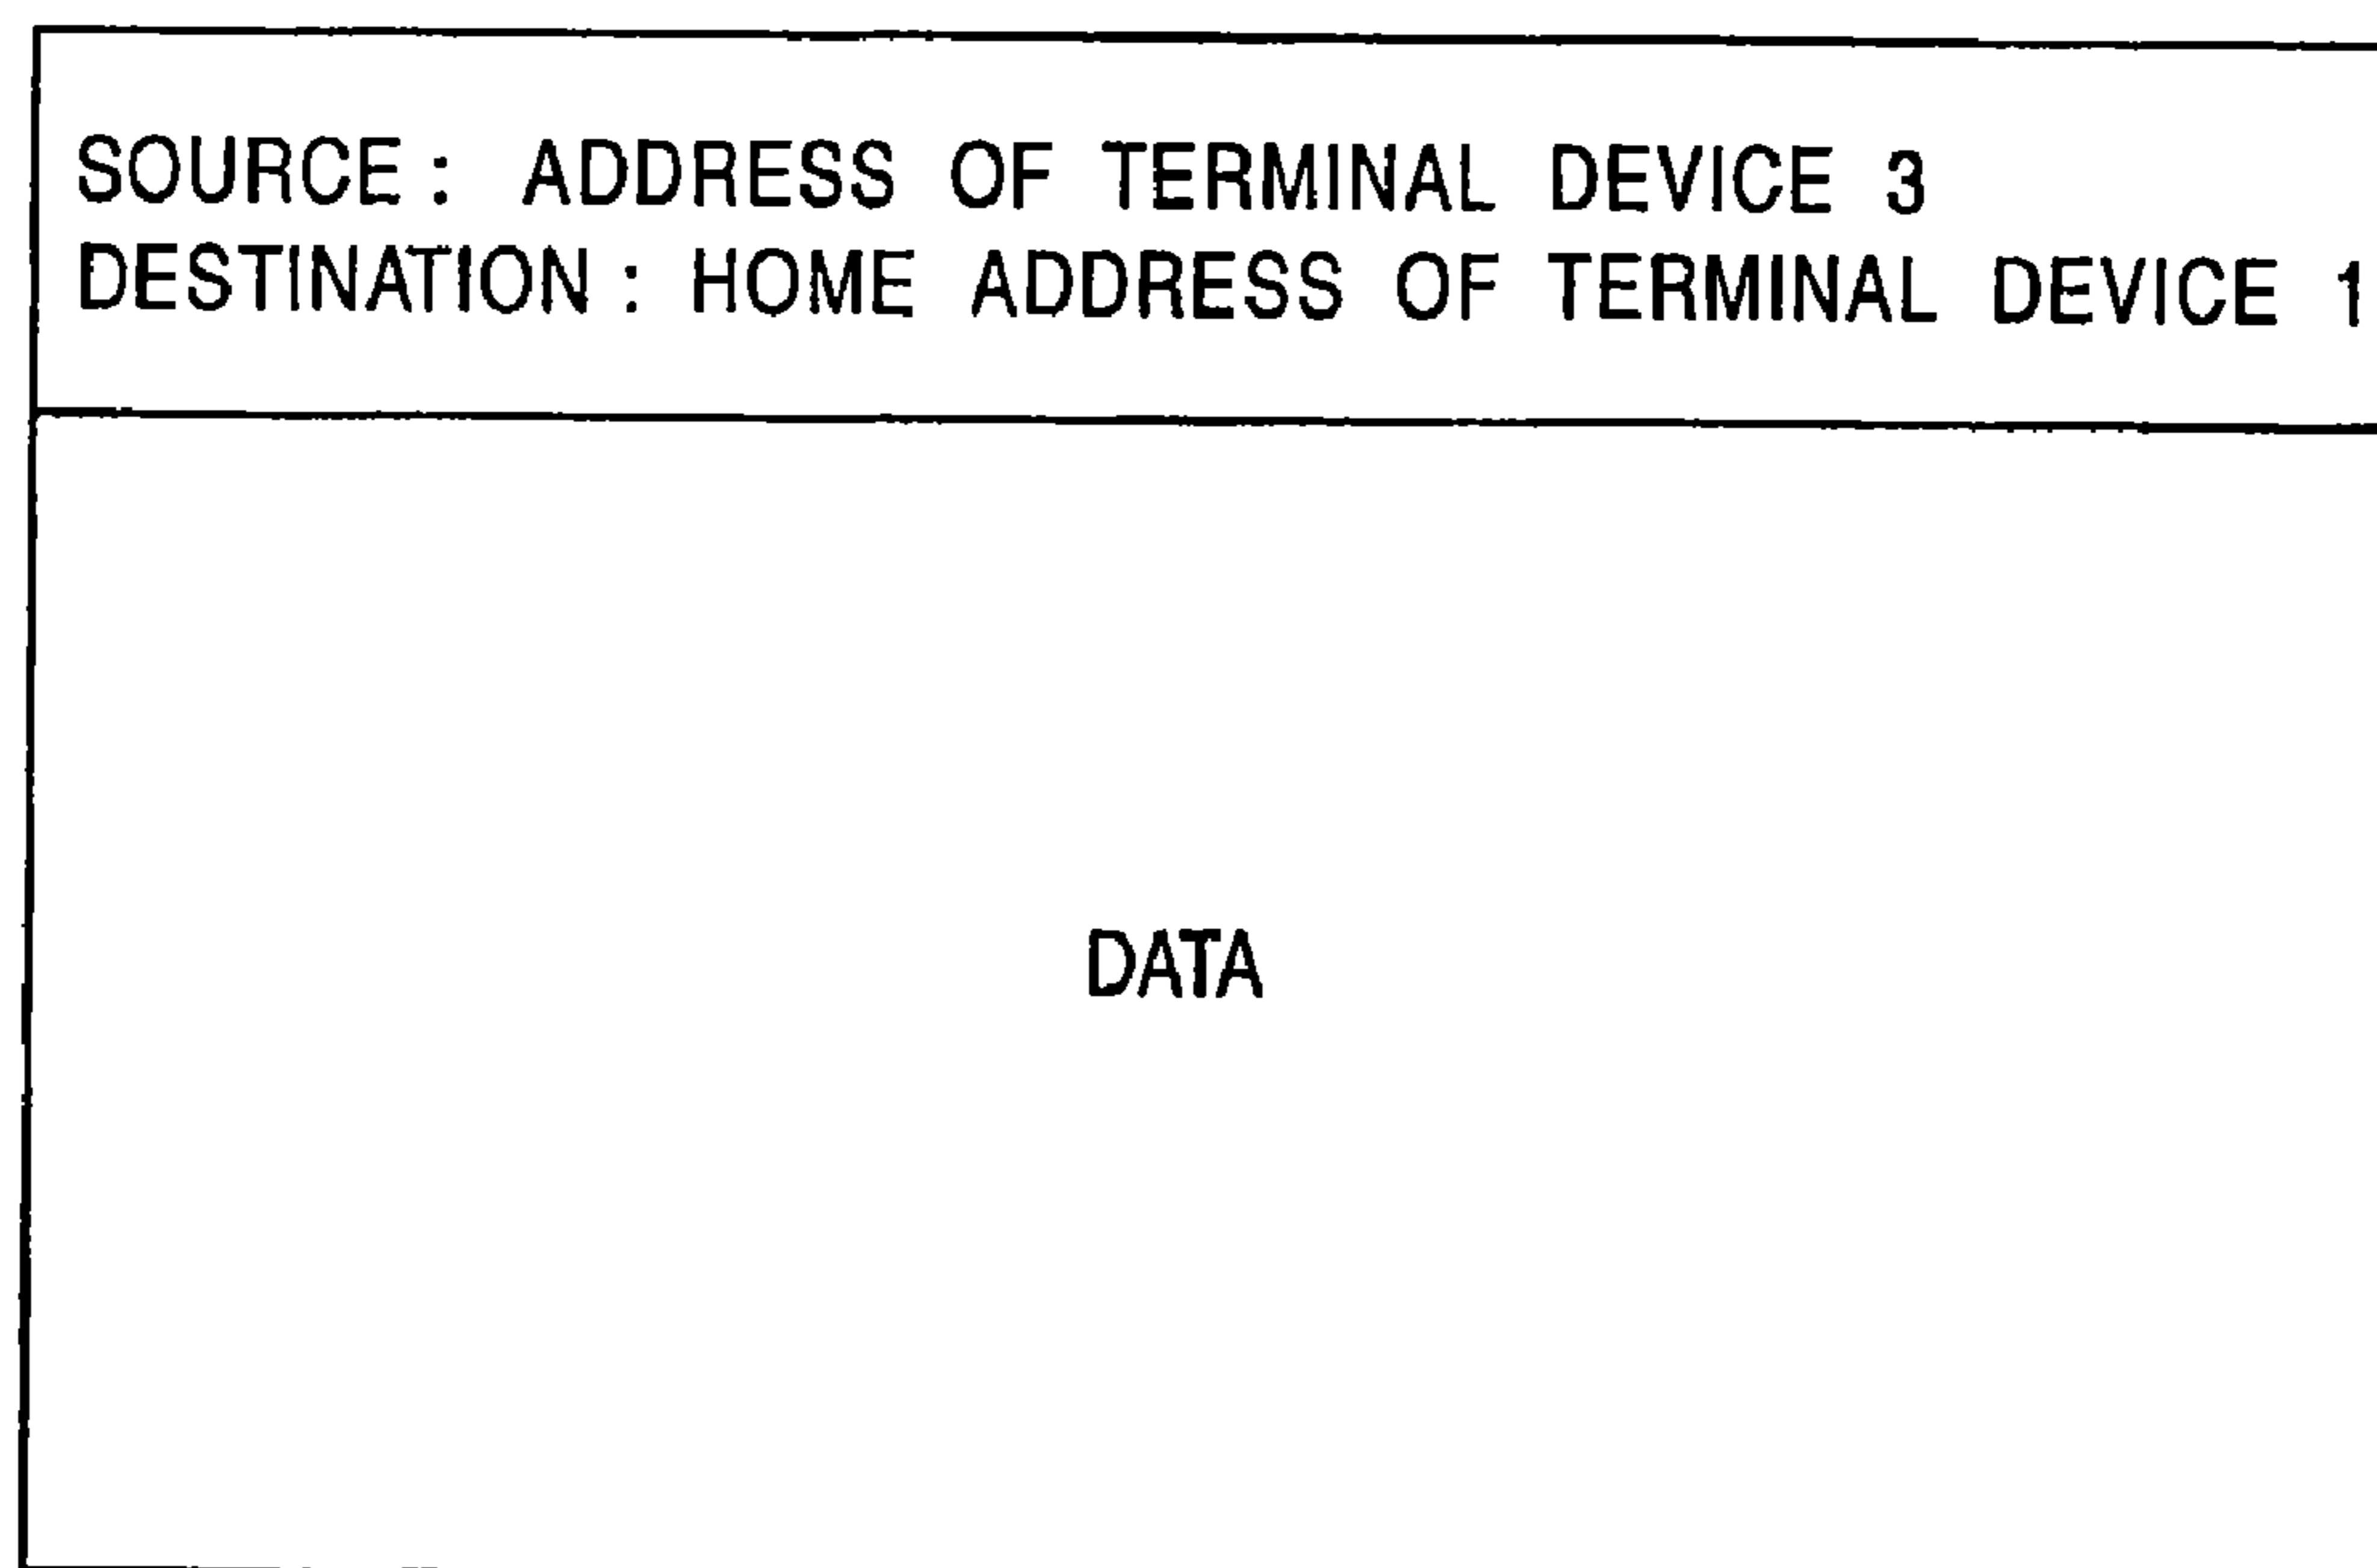 SOURCE: ADDRESS OF TERMINAL DEVICE 3
DESTINATION: HOME ADDRESS OF TERMINAL DEVICE 1
DATA